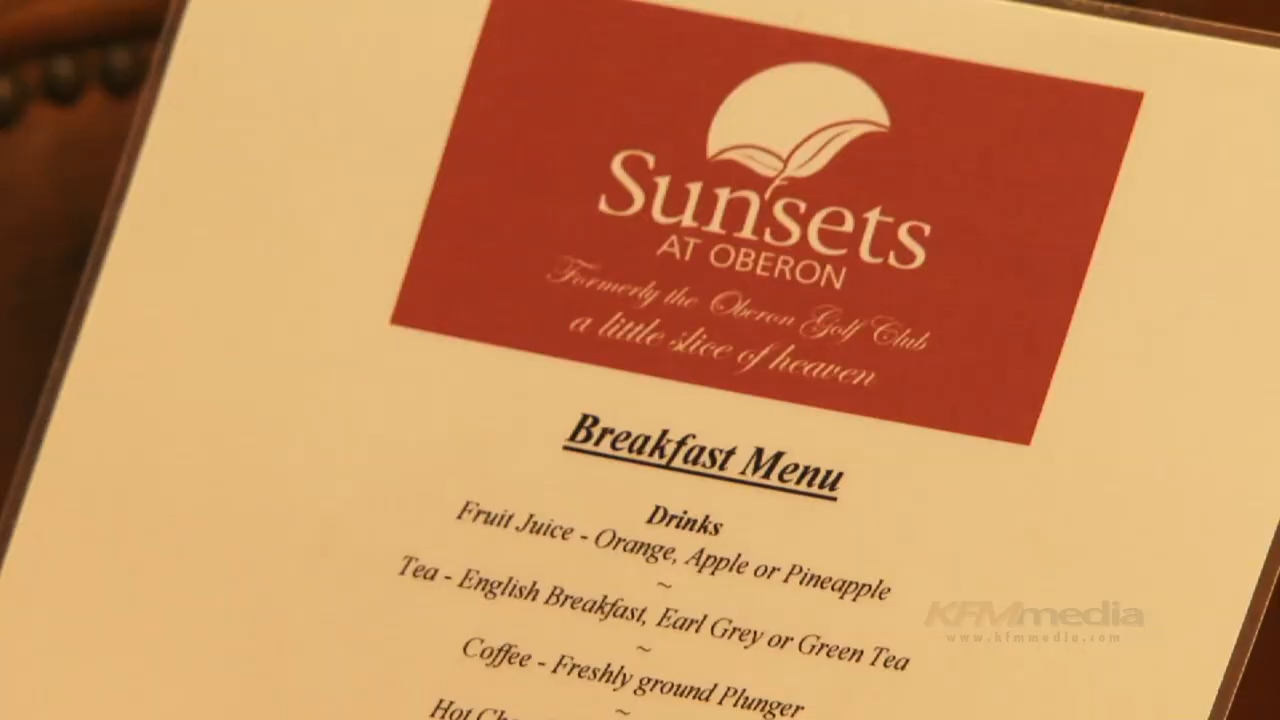 Sunsets
AT OBERON
Formerly the Oberon Golf Club
a little slice of heaven
Breakfast Menu
Drinks
Fruit Juice - Orange, Apple or Pineapple
~
Tea - English Breakfast, Earl Grey or Green Tea
~
Coffee - Freshly ground Plunger
~
Hot
KFMmedia
www.kfmmedia.com